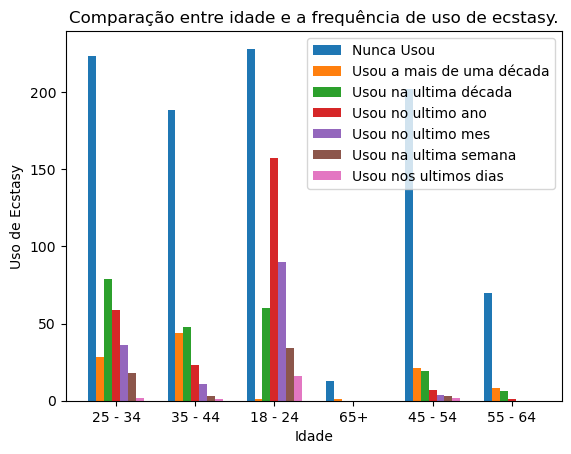 Comparação entre idade e a frequência de uso de ecstasy.
Nunca Usou
Usou a mais de uma década
Usou na ultima década
Usou no ultimo ano
Usou no ultimo mes
Usou na ultima semana
Usou nos ultimos dias
Uso de Ecstasy
200
150
100
50
0
25 - 34 35 - 44 18 - 24 65+ 45 - 54 55 - 64
Idade